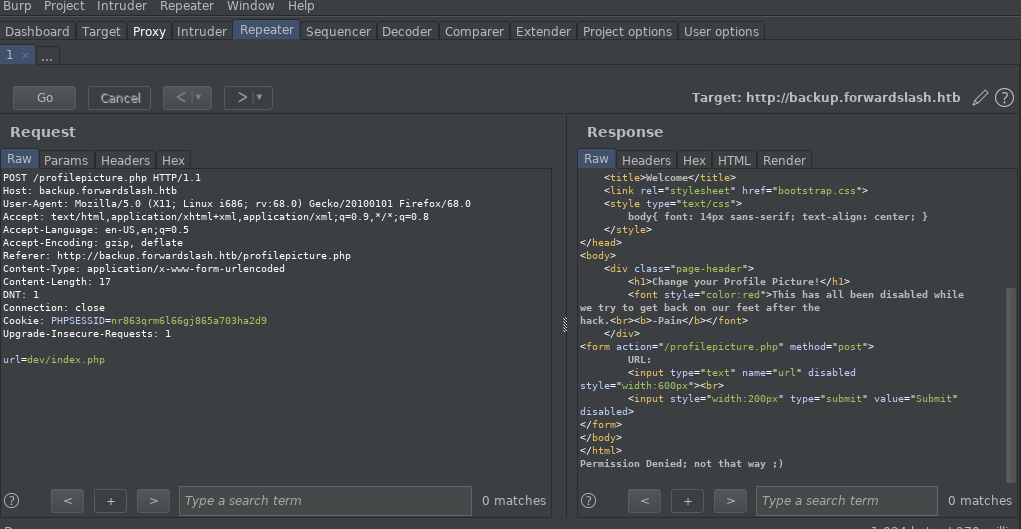 Burp Project Intruder Repeater Window Help
Dashboard Target Proxy Intruder Repeater Sequencer Decoder Comparer Extender Project options User options
1 × ...
Go Cancel < > Target: http://backup.forwardslash.htb ?
Request
Raw Params Headers Hex
POST /profilepicture.php HTTP/1.1
Host: backup.forwardslash.htb
User-Agent: Mozilla/5.0 (X11; Linux i686; rv:68.0) Gecko/20100101 Firefox/68.0
Accept: text/html,application/xhtml+xml,application/xml;q=0.9,*/*;q=0.8
Accept-Language: en-US,en;q=0.5
Accept-Encoding: gzip, deflate
Referer: http://backup.forwardslash.htb/profilepicture.php
Content-Type: application/x-www-form-urlencoded
Content-Length: 17
DNT: 1
Connection: close
Cookie: PHPSESSID=nr863qrm6l66gj865a703ha2d9
Upgrade-Insecure-Requests: 1
url=dev/index.php
? < + > Type a search term 0 matches
Response
Raw Headers Hex HTML Render
<title>Welcome</title>
<link rel="stylesheet" href="bootstrap.css">
<style type="text/css">
body{ font: 14px sans-serif; text-align: center; }
</style>
</head>
<body>
<div class="page-header">
<h1>Change your Profile Picture!</h1>
<font style="color:red">This has all been disabled while
we try to get back on our feet after the
hack.<br><b>-Pain</b></font>
</div>
<form action="/profilepicture.php" method="post">
URL:
<input type="text" name="url" disabled
style="width:600px"><br>
<input style="width:200px" type="submit" value="Submit"
disabled>
</form>
</body>
</html>
Permission Denied; not that way ;)
? < + > Type a search term 0 matches